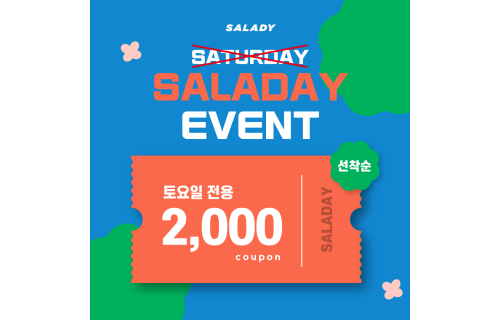 SALADY
SATURDAY
SALADAY
EVENT
선착순
토요일 전용
2,000
coupon
SALADAY